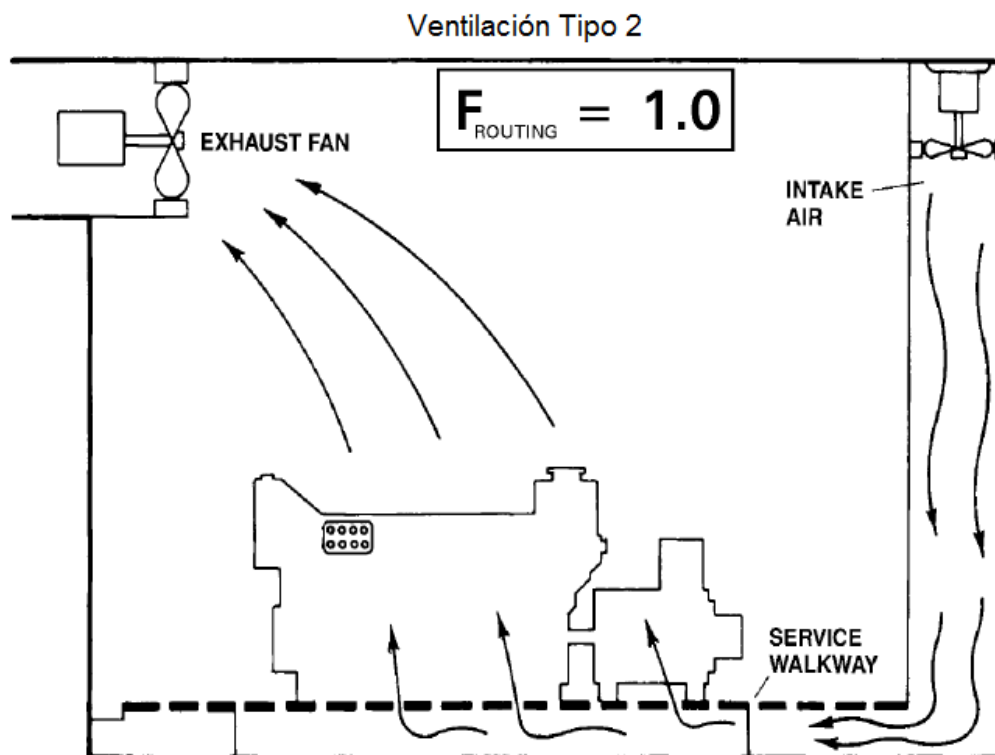 Ventilación Tipo 2
F ROUTING = 1.0
EXHAUST FAN
INTAKE
AIR
SERVICE
WALKWAY